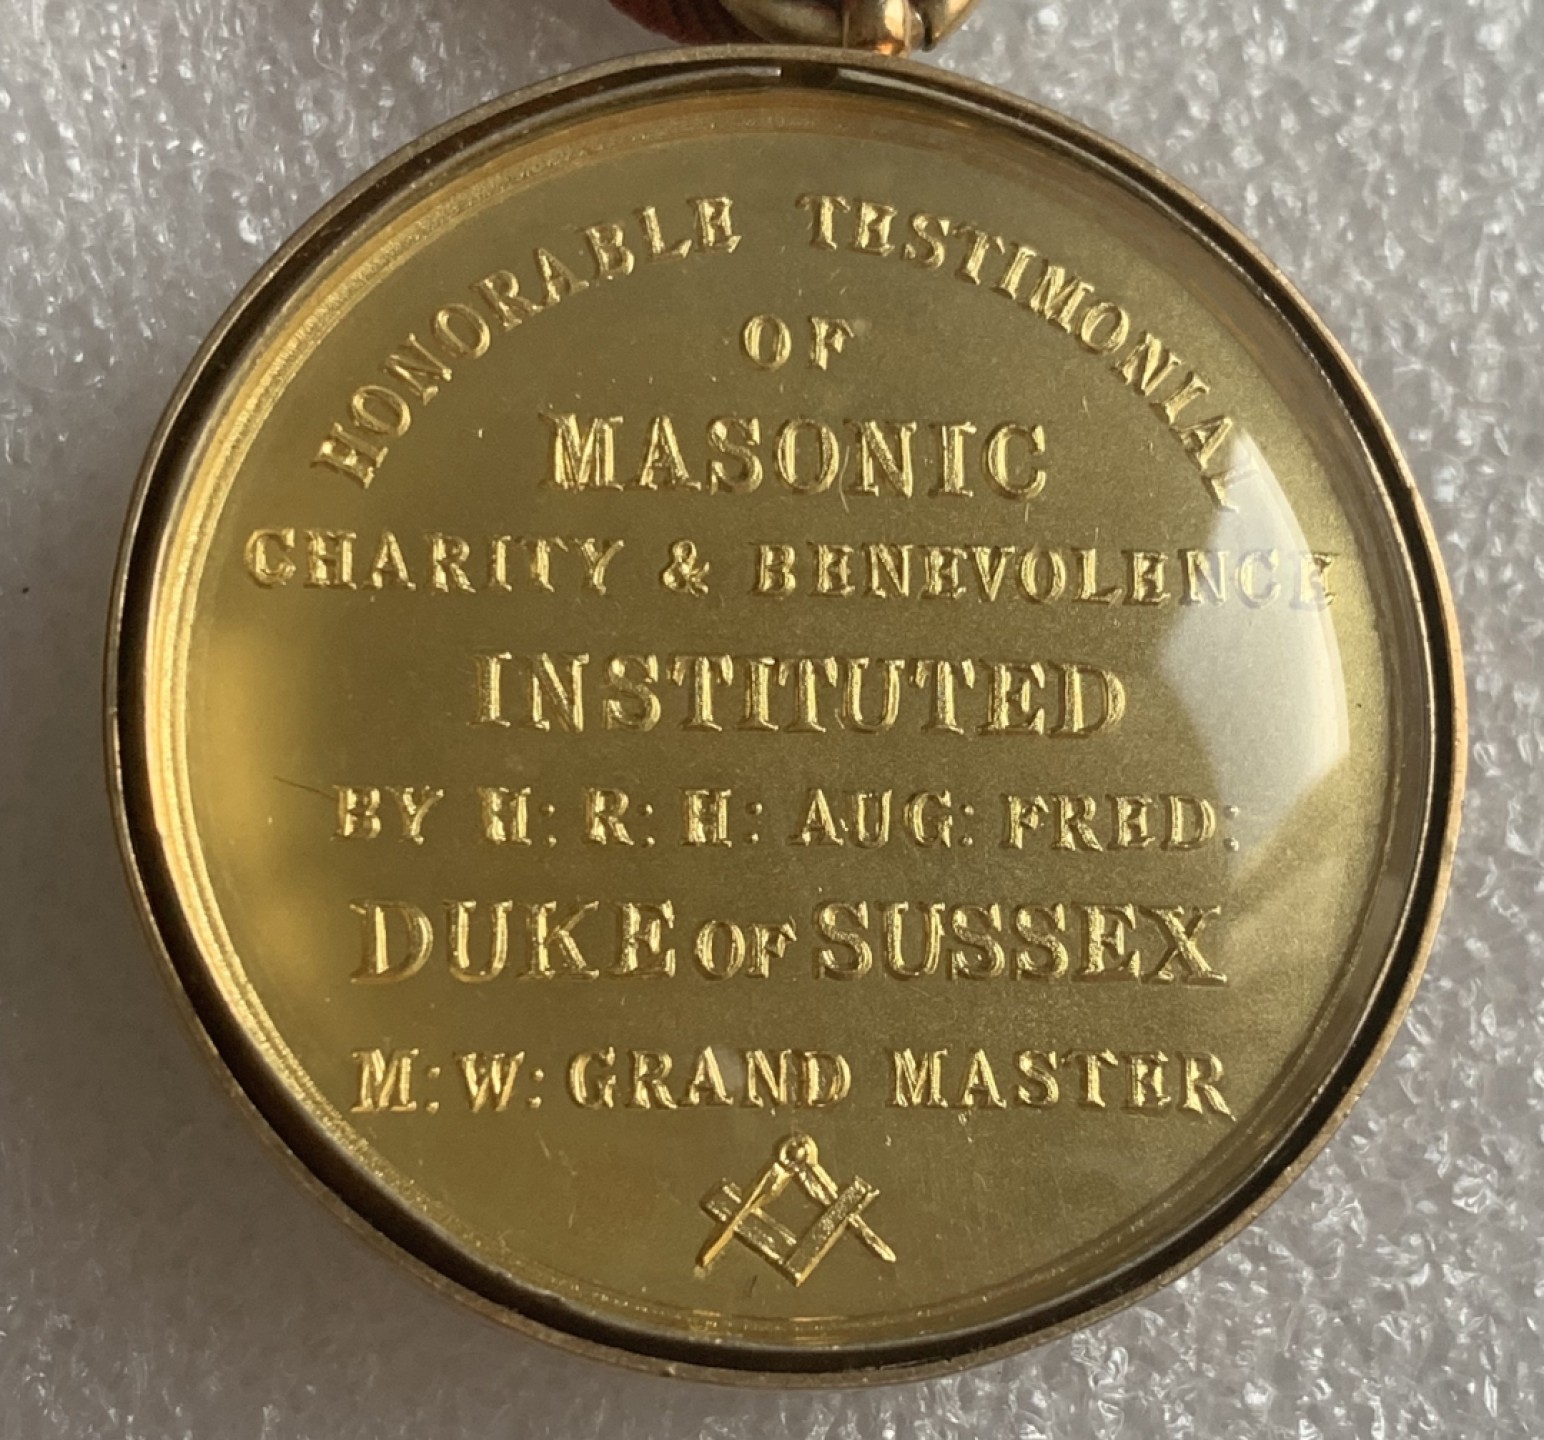 HONORABLE TESTIMONIAL
OF
MASONIC
CHARITY & BENEVOLENCE
INSTITUTED
BY H: R: H: AUG: FRED:
DUKE OF SUSSEX
M: W: GRAND MASTER